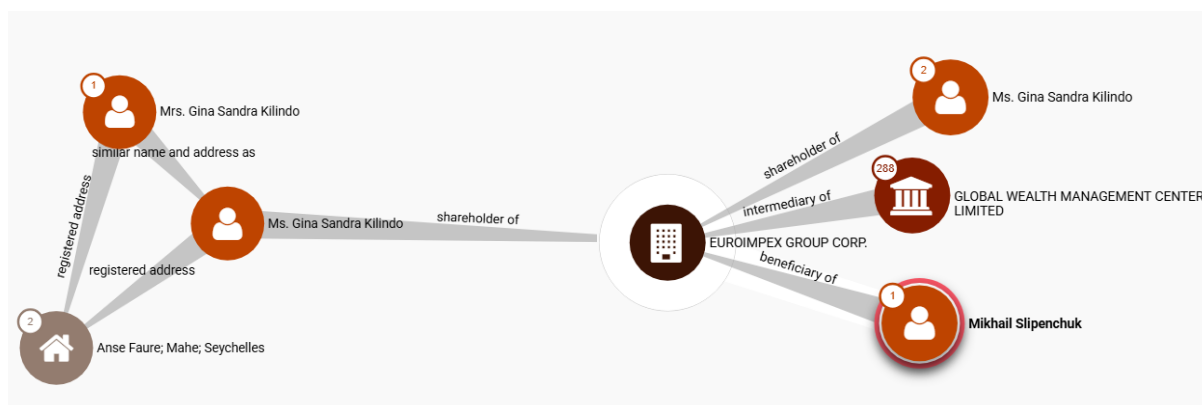 1
Mrs. Gina Sandra Kilindo
similar name and address as
registered address
Ms. Gina Sandra Kilindo
registered address
2
Anse Faure; Mahe; Seychelles
shareholder of
EUROIMPEX GROUP CORP.
shareholder of
2
Ms. Gina Sandra Kilindo
intermediary of
288
GLOBAL WEALTH MANAGEMENT CENTER
LIMITED
beneficiary of
1
Mikhail Slipenchuk